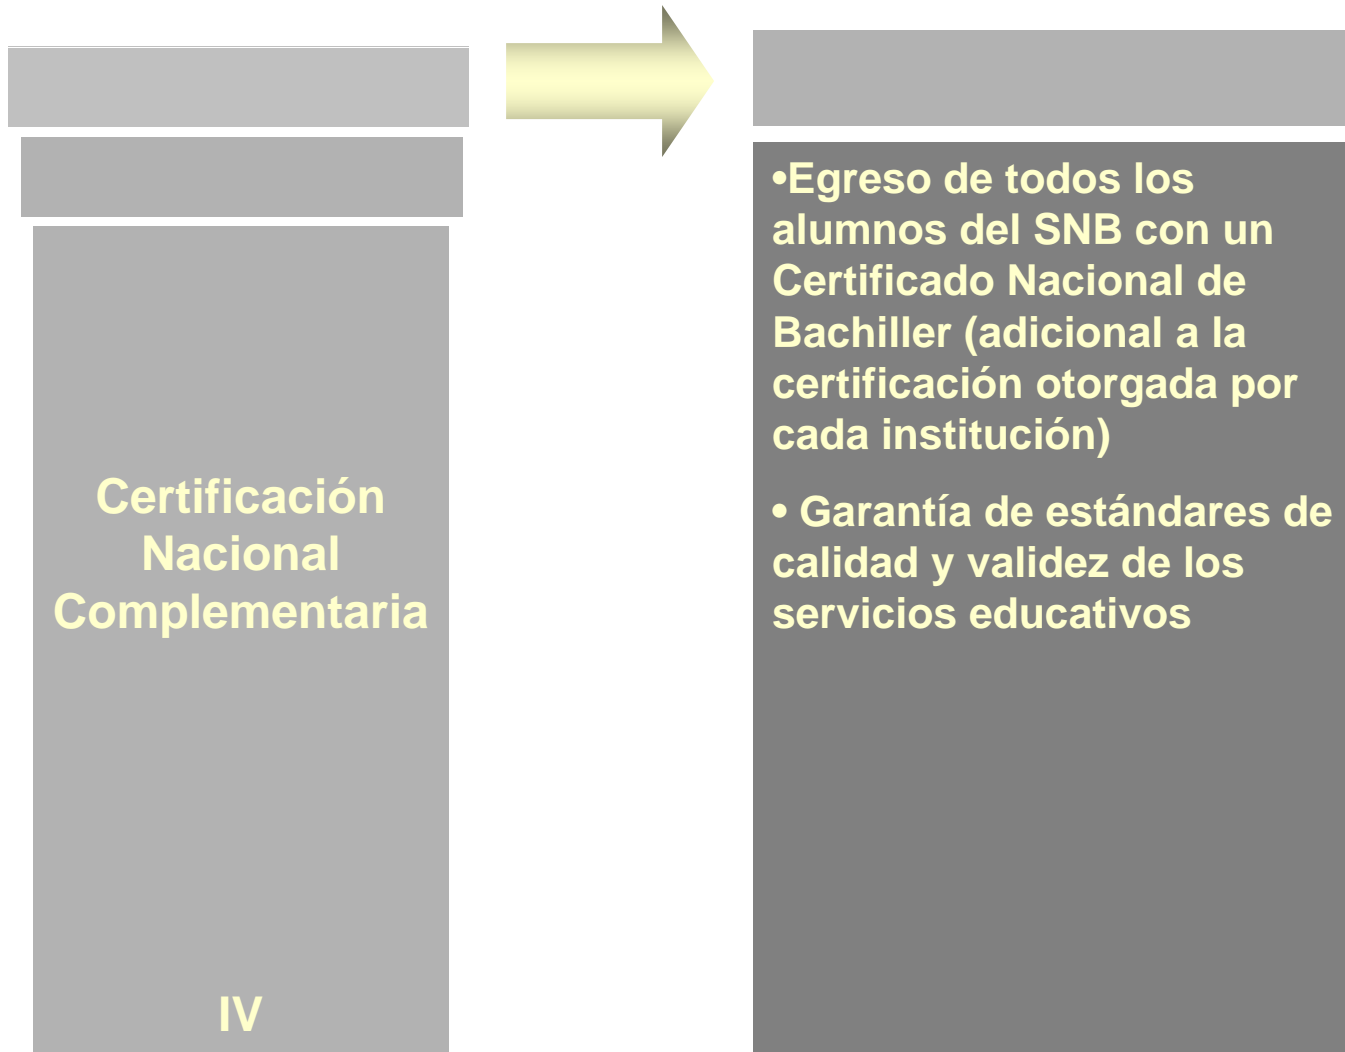 Certificación
Nacional
Complementaria
IV
•Egreso de todos los
alumnos del SNB con un
Certificado Nacional de
Bachiller (adicional a la
certificación otorgada por
cada institución)
• Garantía de estándares de
calidad y validez de los
servicios educativos